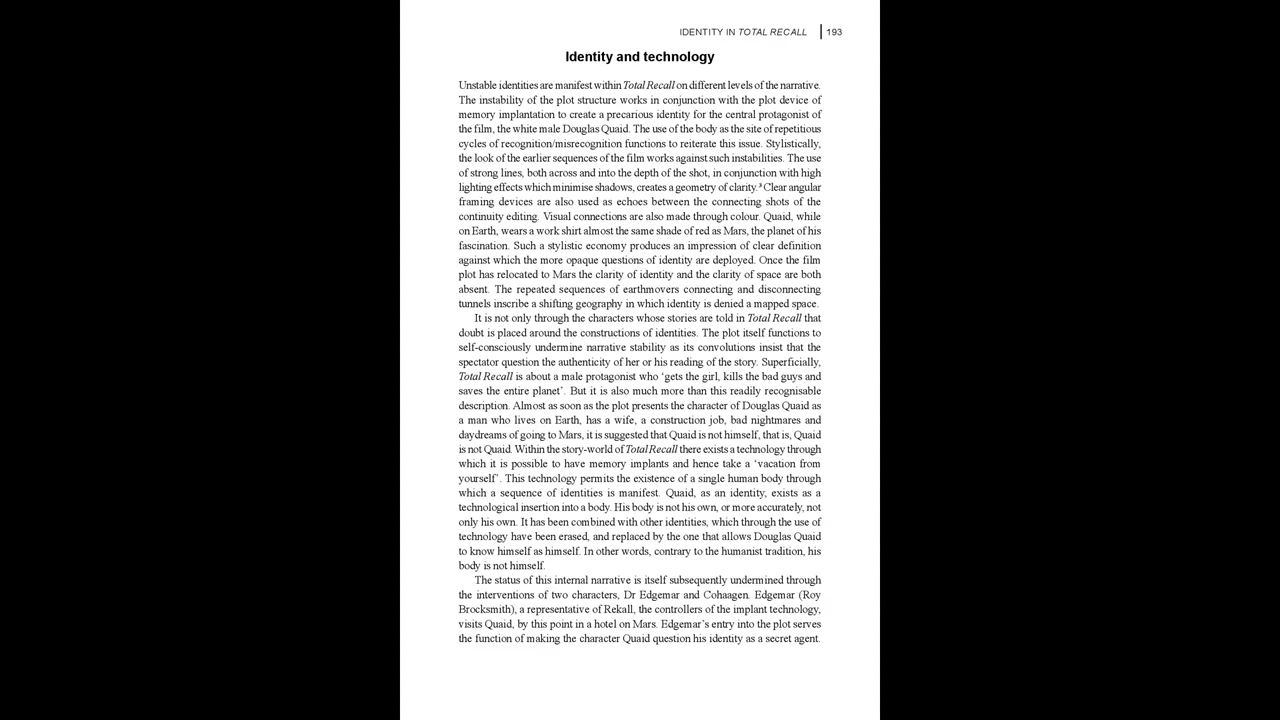 IDENTITY IN TOTAL RECALL | 193
Identity and technology
Unstable identities are manifest within Total Recall on different levels of the narrative.
The instability of the plot structure works in conjunction with the plot device of
memory implantation to create a precarious identity for the central protagonist of
the film, the white male Douglas Quaid. The use of the body as the site of repetitious
cycles of recognition/misrecognition functions to reiterate this issue. Stylistically,
the look of the earlier sequences of the film works against such instabilities. The use
of strong lines, both across and into the depth of the shot, in conjunction with high
lighting effects which minimise shadows, creates a geometry of clarity.³ Clear angular
framing devices are also used as echoes between the connecting shots of the
continuity editing. Visual connections are also made through colour. Quaid, while
on Earth, wears a work shirt almost the same shade of red as Mars, the planet of his
fascination. Such a stylistic economy produces an impression of clear definition
against which the more opaque questions of identity are deployed. Once the film
plot has relocated to Mars the clarity of identity and the clarity of space are both
absent. The repeated sequences of earthmovers connecting and disconnecting
tunnels inscribe a shifting geography in which identity is denied a mapped space.
It is not only through the characters whose stories are told in Total Recall that
doubt is placed around the constructions of identities. The plot itself functions to
self-consciously undermine narrative stability as its convolutions insist that the
spectator question the authenticity of her or his reading of the story. Superficially,
Total Recall is about a male protagonist who ‘gets the girl, kills the bad guys and
saves the entire planet’. But it is also much more than this readily recognisable
description. Almost as soon as the plot presents the character of Douglas Quaid as
a man who lives on Earth, has a wife, a construction job, bad nightmares and
daydreams of going to Mars, it is suggested that Quaid is not himself, that is, Quaid
is not Quaid. Within the story-world of Total Recall there exists a technology through
which it is possible to have memory implants and hence take a ‘vacation from
yourself’. This technology permits the existence of a single human body through
which a sequence of identities is manifest. Quaid, as an identity, exists as a
technological insertion into a body. His body is not his own, or more accurately, not
only his own. It has been combined with other identities, which through the use of
technology have been erased, and replaced by the one that allows Douglas Quaid
to know himself as himself. In other words, contrary to the humanist tradition, his
body is not himself.
The status of this internal narrative is itself subsequently undermined through
the interventions of two characters, Dr Edgemar and Cohaagen. Edgemar (Roy
Brocksmith), a representative of Rekall, the controllers of the implant technology,
visits Quaid, by this point in a hotel on Mars. Edgemar’s entry into the plot serves
the function of making the character Quaid question his identity as a secret agent.